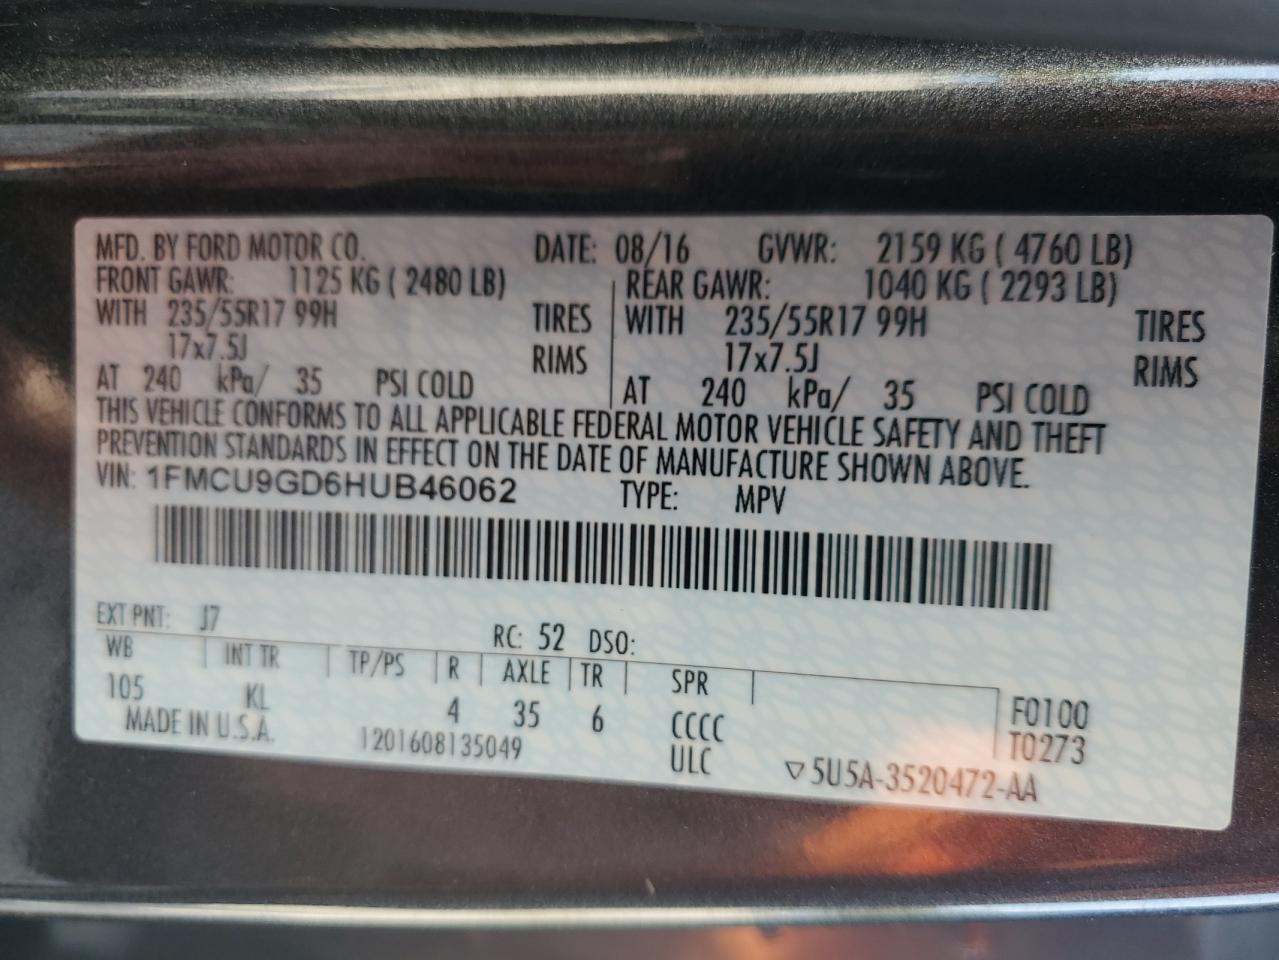 MFD. BY FORD MOTOR CO. DATE: 08/16 GVWR: 2159 KG ( 4760 LB)
FRONT GAWR: 1125 KG ( 2480 LB) REAR GAWR: 1040 KG ( 2293 LB)
WITH 235/55R17 99H TIRES WITH 235/55R17 99H TIRES
17x7.5J RIMS 17x7.5J RIMS
AT 240 kPa/ 35 PSI COLD AT 240 kPa/ 35 PSI COLD
THIS VEHICLE CONFORMS TO ALL APPLICABLE FEDERAL MOTOR VEHICLE SAFETY AND THEFT
PREVENTION STANDARDS IN EFFECT ON THE DATE OF MANUFACTURE SHOWN ABOVE.
VIN: 1FMCU9GD6HUB46062 TYPE: MPV
EXT PNT: J7 RC: 52 DSO:
WB INT TR TP/PS R AXLE TR SPR
105 KL 4 35 6 CCCC F0100
MADE IN U.S.A. 1201608135049 ULC T0273
▽5U5A-3520472-AA